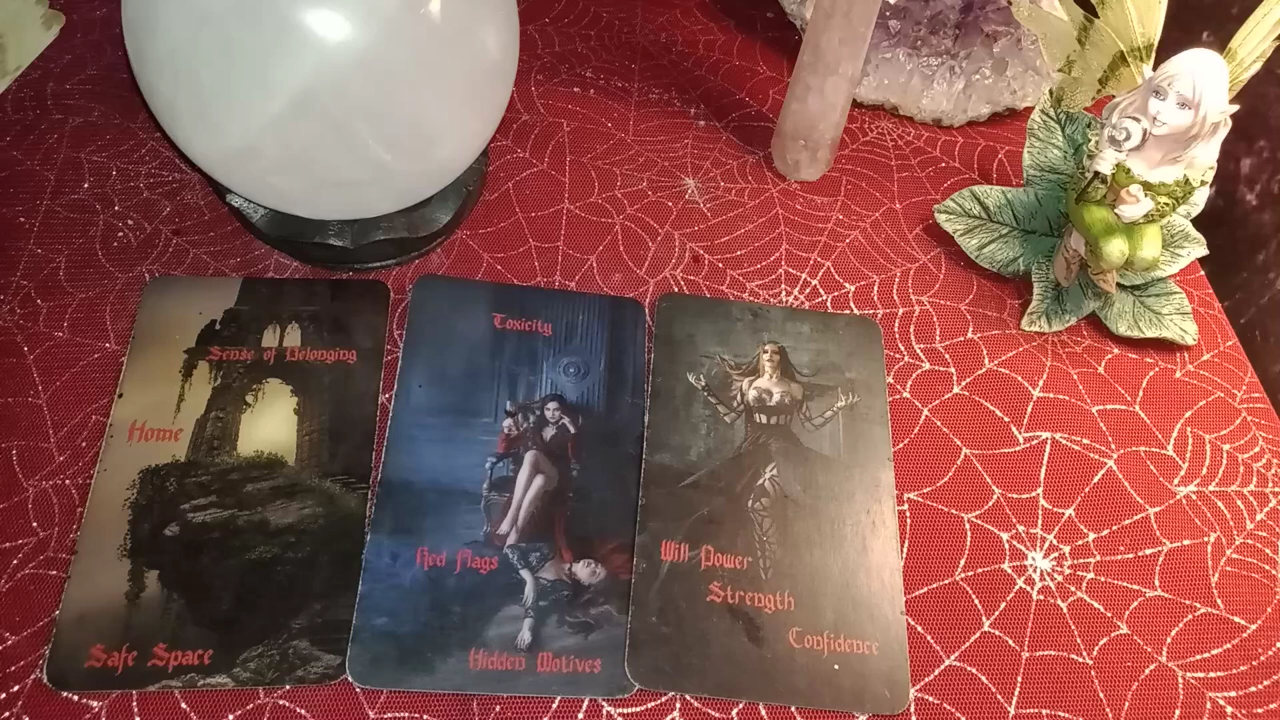 Sense of Belonging
Home
Safe Space
Toxicity
Red Flags
Hidden Motives
Will Power
Strength
Confidence